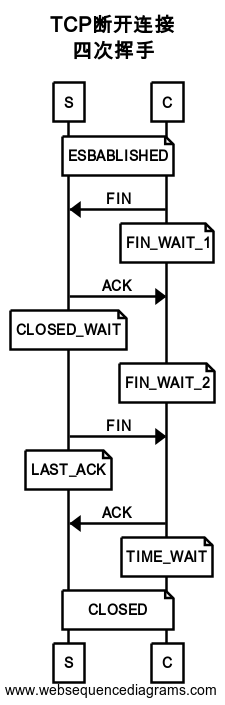 TCP断开连接
四次挥手
S C
ESBABLISHED
FIN
FIN_WAIT_1
ACK
CLOSED_WAIT
FIN_WAIT_2
FIN
LAST_ACK
ACK
TIME_WAIT
CLOSED
S C
www.websequencediagrams.com